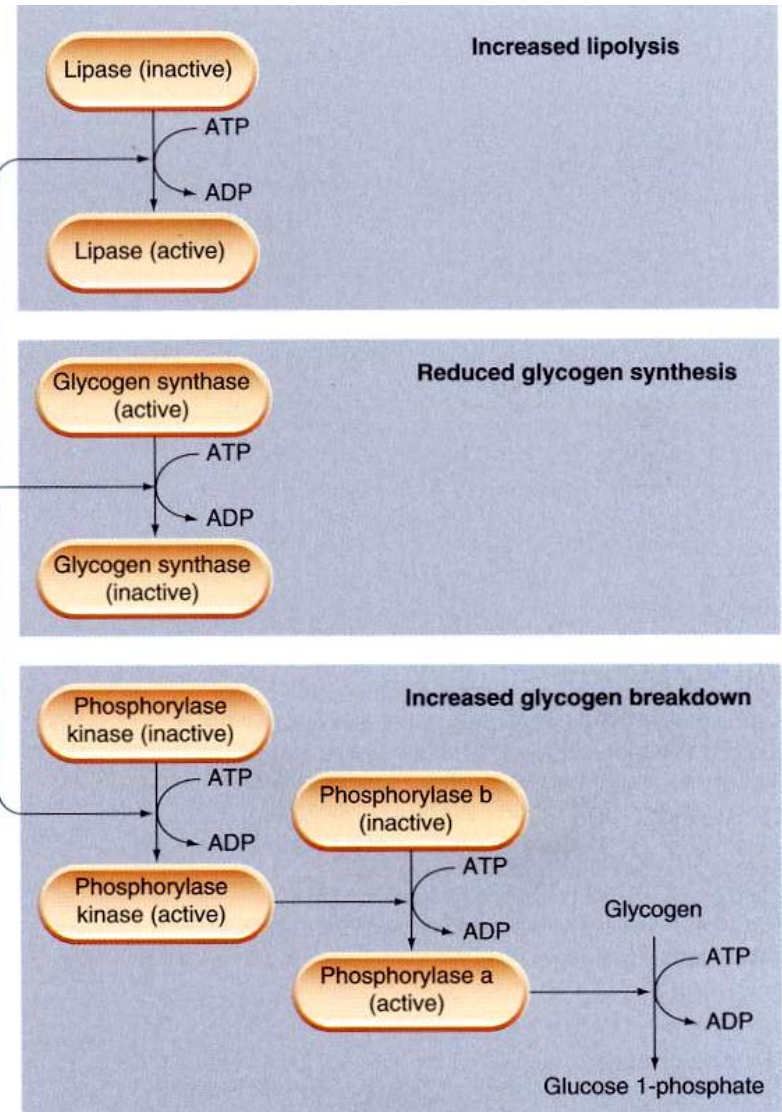 Increased lipolysis
Lipase (inactive)
ATP
ADP
Lipase (active)
Reduced glycogen synthesis
Glycogen synthase
(active)
ATP
ADP
Glycogen synthase
(inactive)
Increased glycogen breakdown
Phosphorylase
kinase (inactive)
ATP
ADP
Phosphorylase
kinase (active)
Phosphorylase b
(inactive)
ATP
ADP
Phosphorylase a
(active)
Glycogen
ATP
ADP
Glucose 1-phosphate